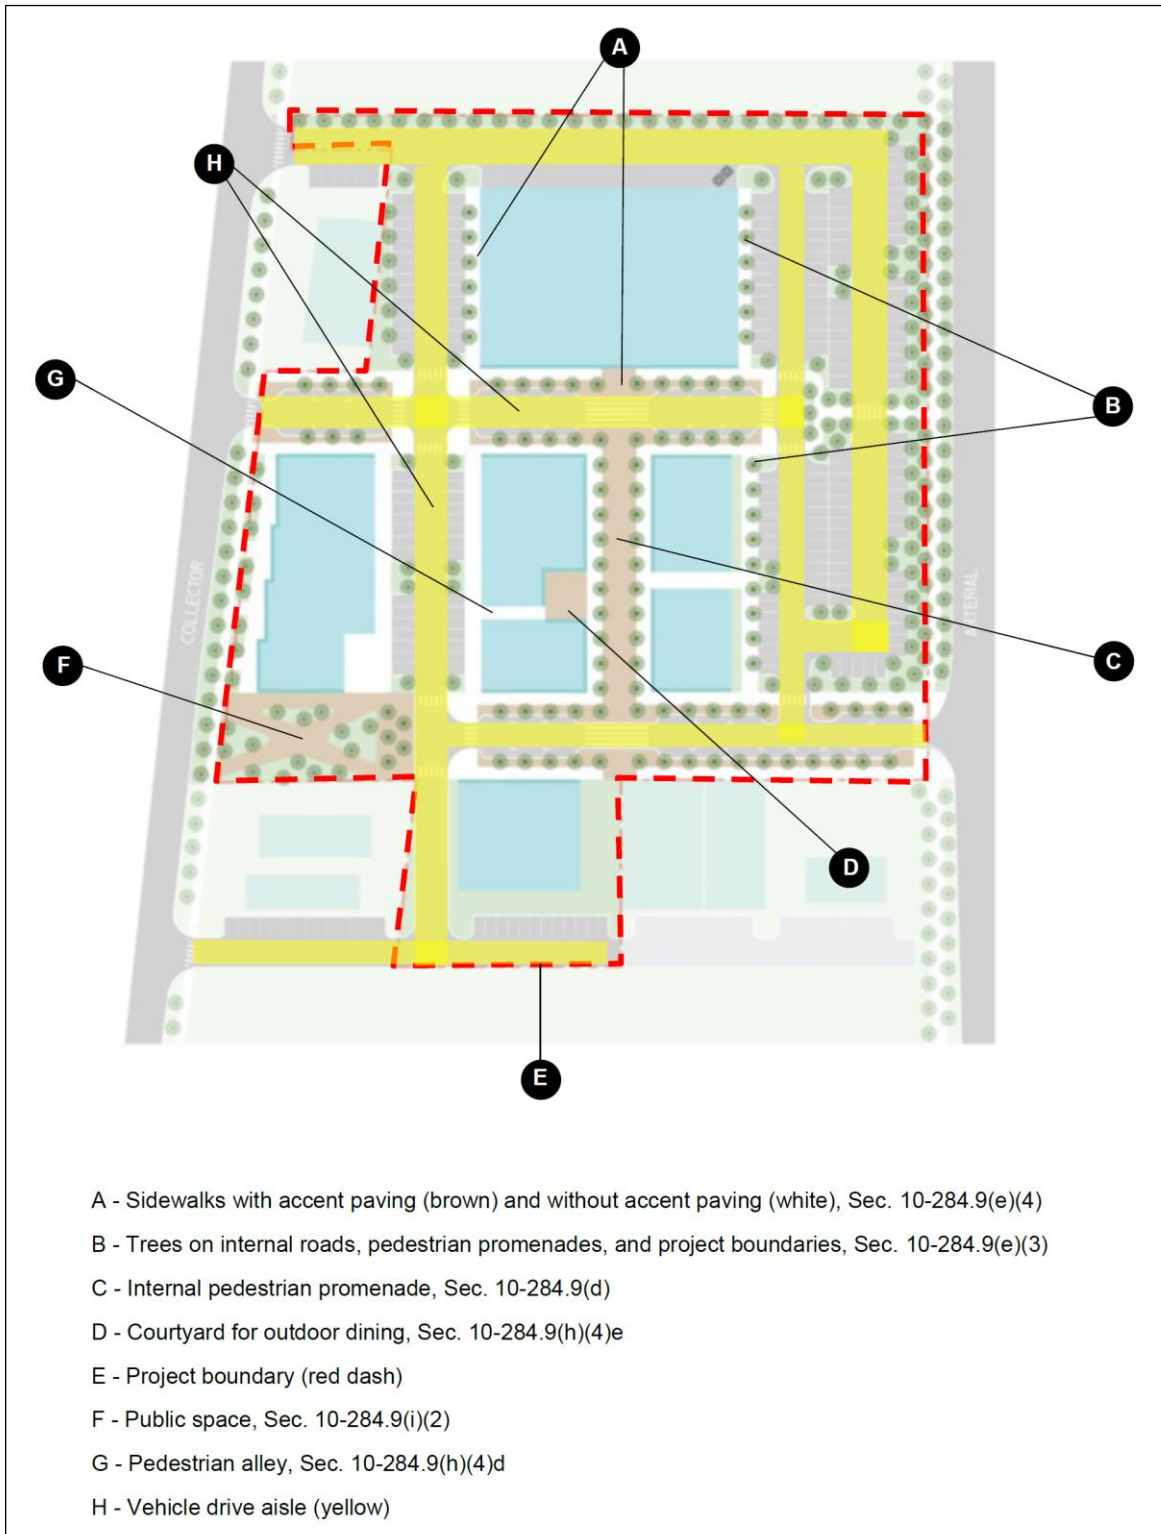 A
H
G
B
COLLECTOR
ARTERIAL
F
C
D
E
A - Sidewalks with accent paving (brown) and without accent paving (white), Sec. 10-284.9(e)(4)
B - Trees on internal roads, pedestrian promenades, and project boundaries, Sec. 10-284.9(e)(3)
C - Internal pedestrian promenade, Sec. 10-284.9(d)
D - Courtyard for outdoor dining, Sec. 10-284.9(h)(4)e
E - Project boundary (red dash)
F - Public space, Sec. 10-284.9(i)(2)
G - Pedestrian alley, Sec. 10-284.9(h)(4)d
H - Vehicle drive aisle (yellow)